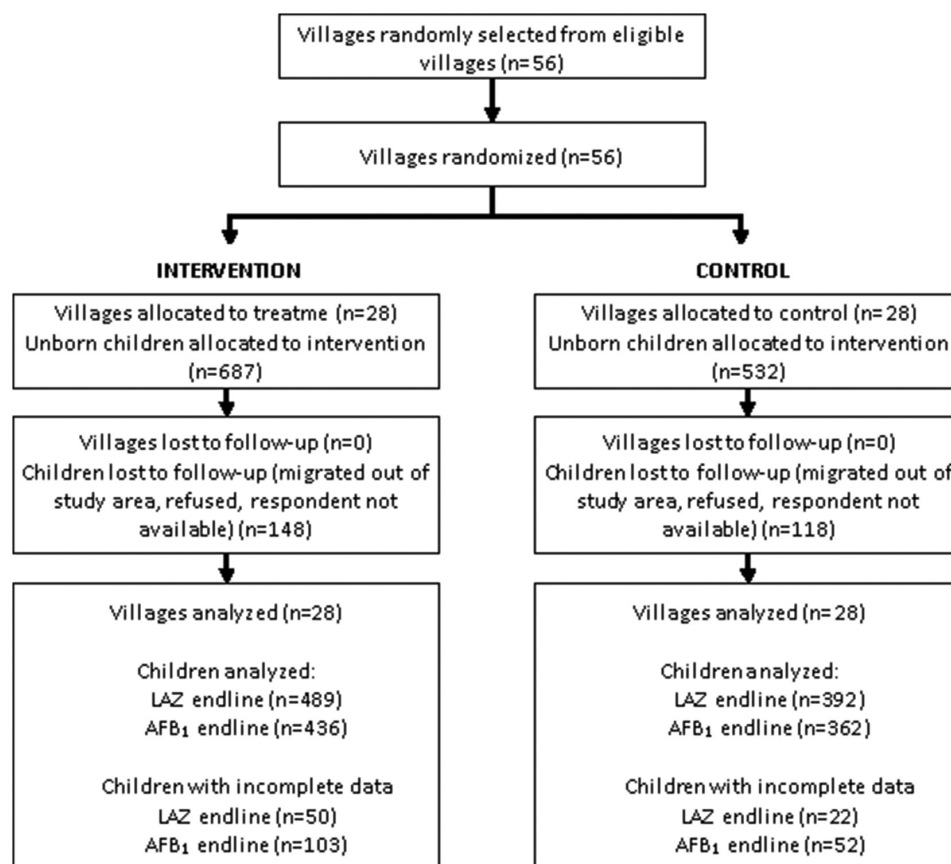 Villages randomly selected from eligible
villages (n=56)
Villages randomized (n=56)
INTERVENTION
Villages allocated to treatme (n=28)
Unborn children allocated to intervention
(n=687)
Villages lost to follow-up (n=0)
Children lost to follow-up (migrated out of
study area, refused, respondent not
available) (n=148)
Villages analyzed (n=28)
Children analyzed:
LAZ endline (n=489)
AFB₁ endline (n=436)
Children with incomplete data
LAZ endline (n=50)
AFB₁ endline (n=103)
CONTROL
Villages allocated to control (n=28)
Unborn children allocated to intervention
(n=532)
Villages lost to follow-up (n=0)
Children lost to follow-up (migrated out of
study area, refused, respondent not
available) (n=118)
Villages analyzed (n=28)
Children analyzed:
LAZ endline (n=392)
AFB₁ endline (n=362)
Children with incomplete data
LAZ endline (n=22)
AFB₁ endline (n=52)